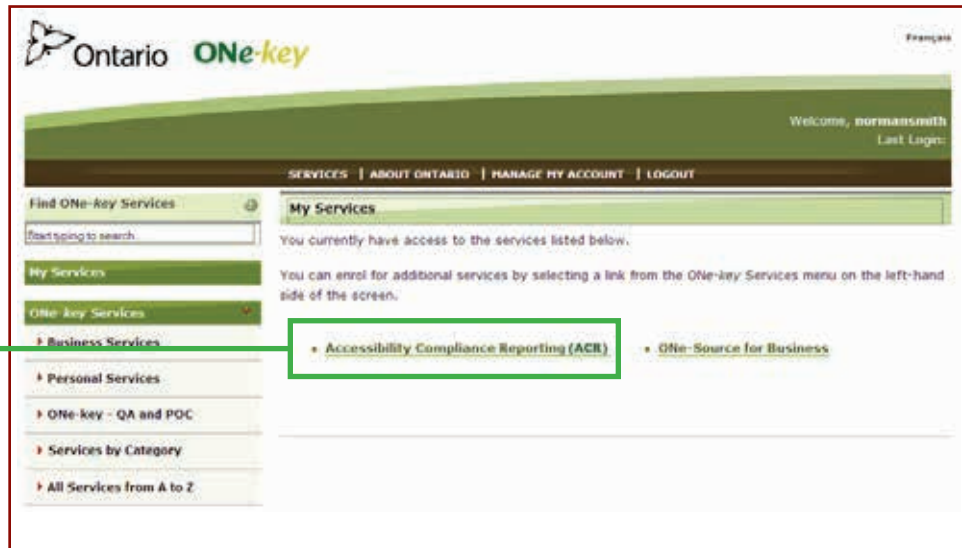 Ontario ONe-key
Français
Welcome, normansmith
Last Login:
SERVICES | ABOUT ONTARIO | MANAGE MY ACCOUNT | LOGOUT
Find ONe-key Services
Start typing to search
My Services
ONe-key Services
Business Services
Personal Services
ONe-key - QA and POC
Services by Category
All Services from A to Z
My Services
You currently have access to the services listed below.
You can enrol for additional services by selecting a link from the ONe-key Services menu on the left-hand
side of the screen.
• Accessibility Compliance Reporting (ACR) • ONe-Source for Business